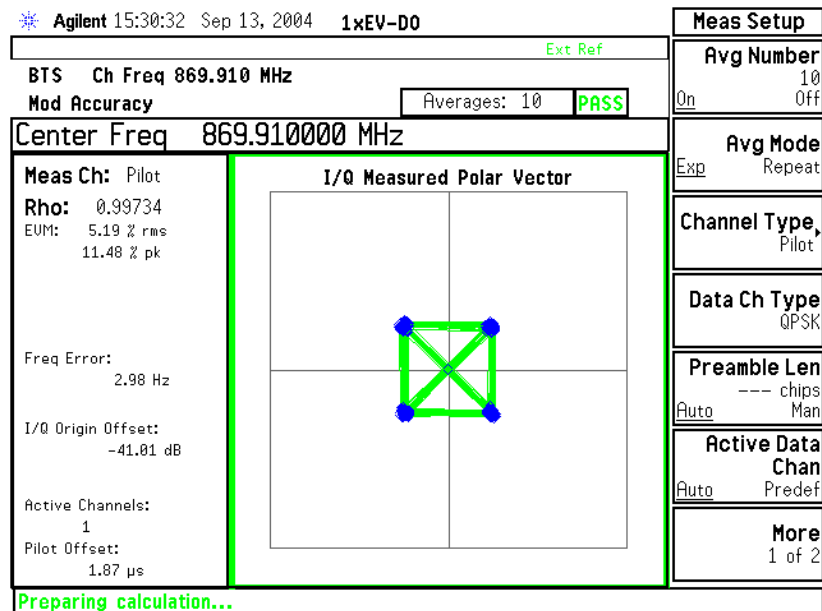 Agilent 15:30:32 Sep 13, 2004 1xEV-DO
Ext Ref
BTS Ch Freq 869.910 MHz
Mod Accuracy Averages: 10 PASS
Center Freq 869.910000 MHz
Meas Ch: Pilot
Rho: 0.99734
EVM: 5.19 % rms
11.48 % pk
Freq Error:
2.98 Hz
I/Q Origin Offset:
-41.01 dB
Active Channels:
1
Pilot Offset:
1.87 µs
I/Q Measured Polar Vector
Preparing calculation...
Meas Setup
Avg Number
10
On Off
Avg Mode
Exp Repeat
Channel Type
Pilot
Data Ch Type
QPSK
Preamble Len
--- chips
Auto Man
Active Data
Chan
Auto Predef
More
1 of 2